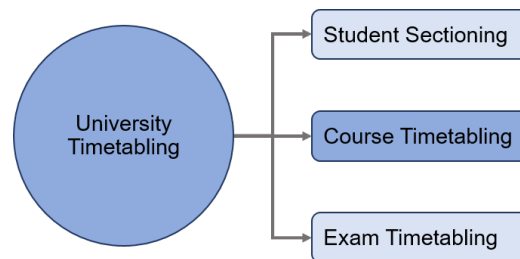 University
Timetabling
Student Sectioning
Course Timetabling
Exam Timetabling